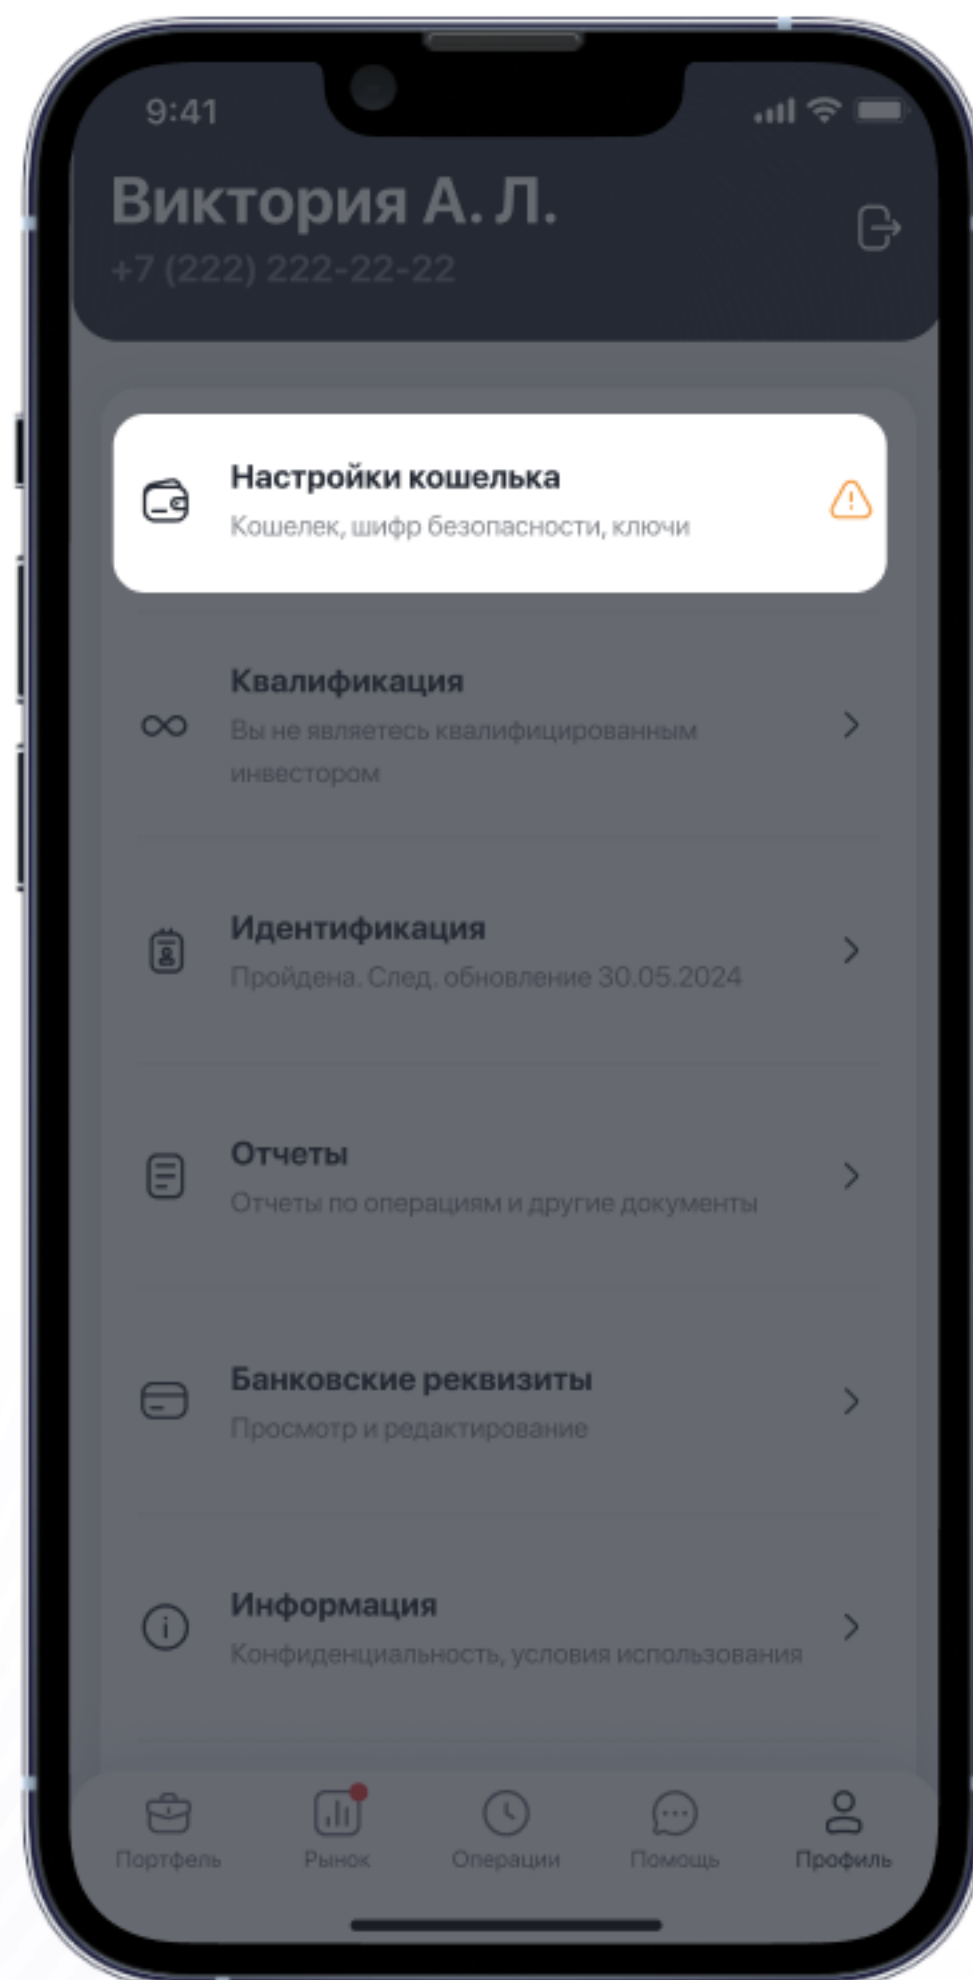 9:41
Виктория А. Л.
+7 (222) 222-22-22
Настройки кошелька
Кошелек, шифр безопасности, ключи
Квалификация
Вы не являетесь квалифицированным
инвестором
Идентификация
Пройдена. След. обновление 30.05.2024
Отчеты
Отчеты по операциям и другие документы
Банковские реквизиты
Просмотр и редактирование
Информация
Конфиденциальность, условия использования
Портфель Рынок Операции Помощь Профиль